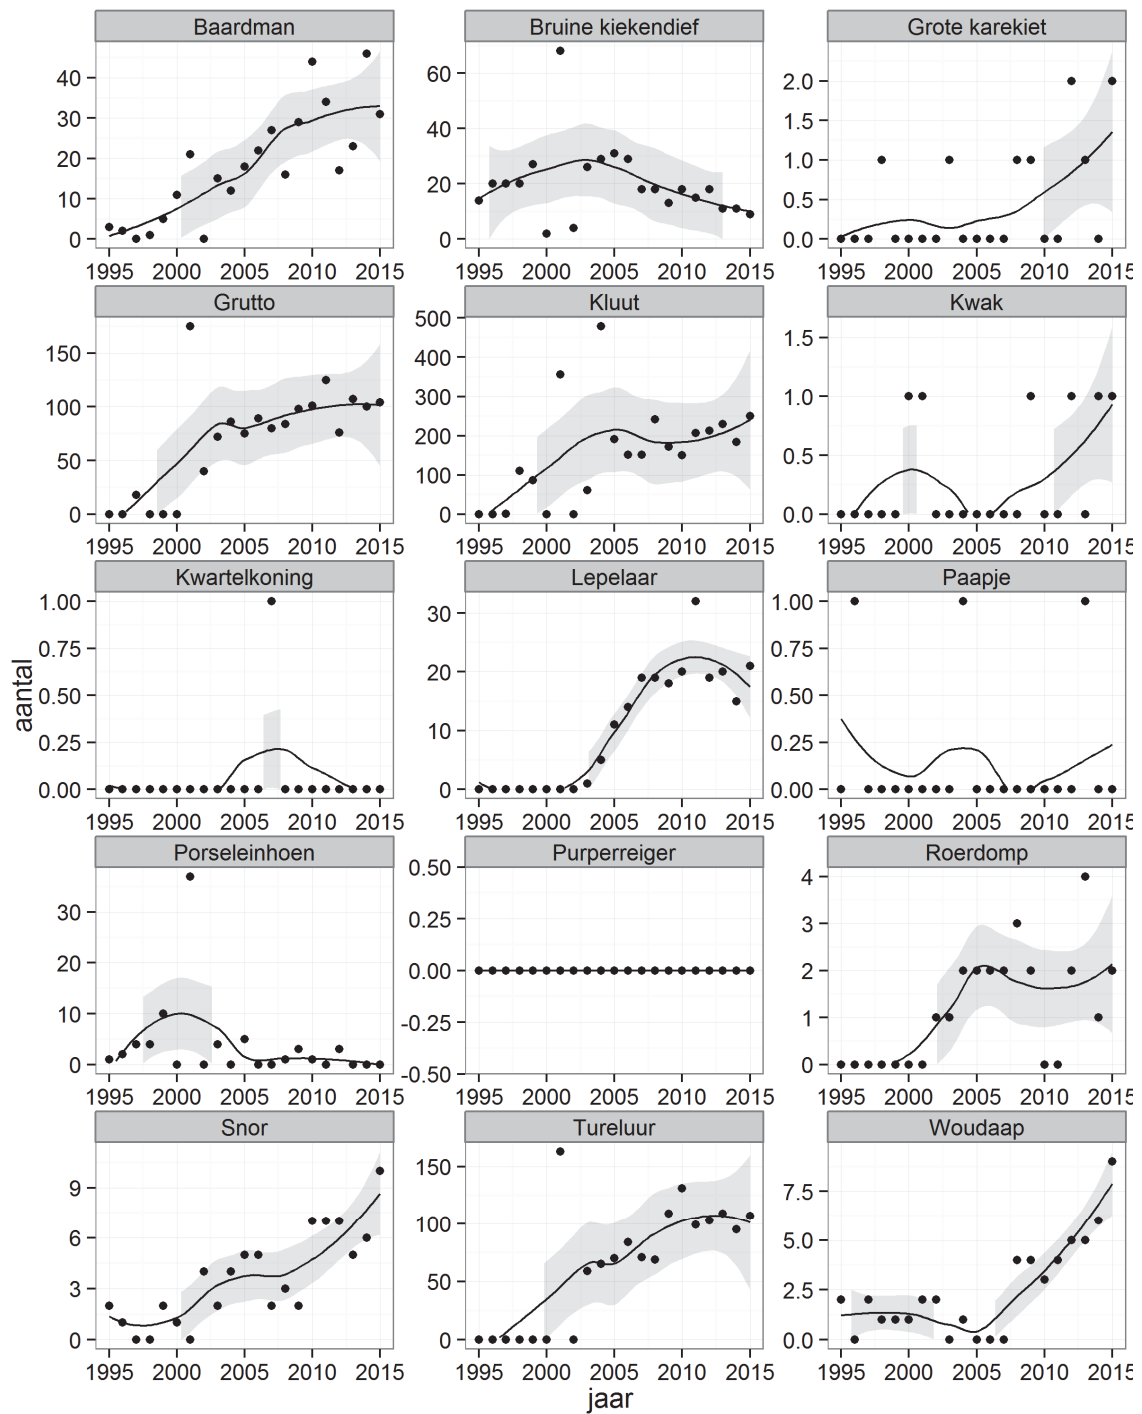 Baardman Bruine kiekendief Grote karekiet
40 60 2.0
30 1.5
20 40 1.0
10 20 0.5
0 0 0.0
1995 2000 2005 2010 2015 1995 2000 2005 2010 2015 1995 2000 2005 2010 2015
Grutto Kluut Kwak
150 500 1.5
100 400 1.0
50 300 0.5
0 200 0.0
100
0
1995 2000 2005 2010 2015 1995 2000 2005 2010 2015 1995 2000 2005 2010 2015
Kwartelkoning Lepelaar Paapje
1.00 30 1.00
0.75 20 0.75
0.50 10 0.50
0.25 0 0.25
0.00 0.00
1995 2000 2005 2010 2015 1995 2000 2005 2010 2015 1995 2000 2005 2010 2015
aantal
Porseleinhoen Purperreiger Roerdomp
30 0.50 4
20 0.25 3
10 0.00 2
0 -0.25 1
-0.50 0
1995 2000 2005 2010 2015 1995 2000 2005 2010 2015 1995 2000 2005 2010 2015
Snor Tureluur Woudaap
9 150 7.5
6 100 5.0
3 50 2.5
0 0 0.0
1995 2000 2005 2010 2015 1995 2000 2005 2010 2015 1995 2000 2005 2010 2015
jaar